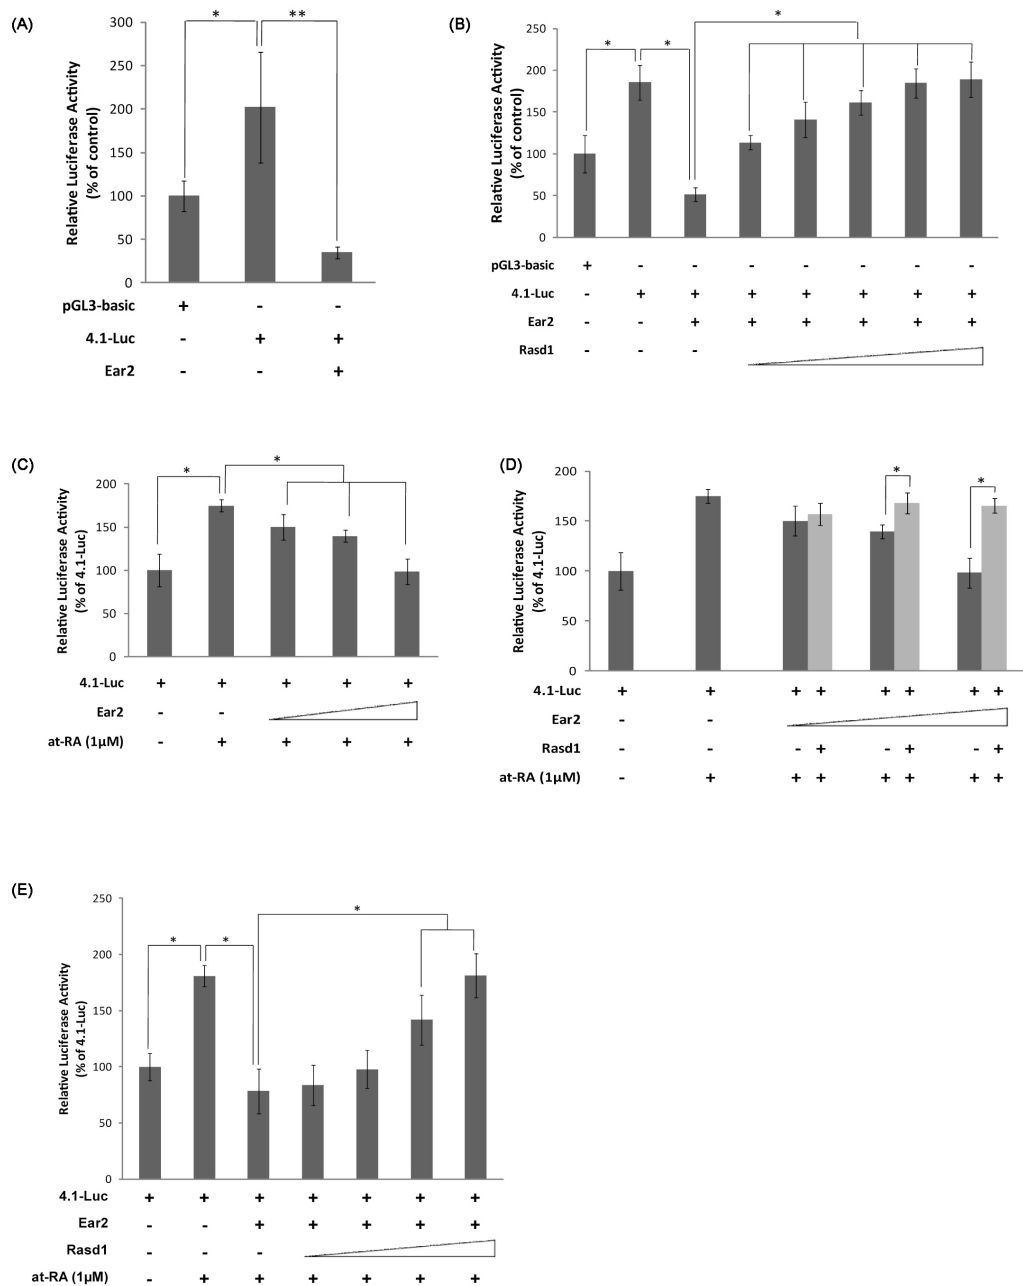 (A)
Relative Luciferase Activity
(% of control)
300
250
200
150
100
50
0
* **
pGL3-basic + - -
4.1-Luc - + +
Ear2 - - +
(B)
Relative Luciferase Activity
(% of control)
250
200
150
100
50
0
* * *
pGL3-basic + - - - - - - -
4.1-Luc - + + + + + + +
Ear2 - - + + + + + +
Rasd1 - - -
(C)
Relative Luciferase Activity
(% of 4.1-Luc)
200
150
100
50
0
* *
4.1-Luc + + + + +
Ear2 - -
at-RA (1µM) - + + + +
(D)
Relative Luciferase Activity
(% of 4.1-Luc)
200
150
100
50
0
* *
4.1-Luc + + + + + + + +
Ear2 - -
Rasd1 - - - + - + - +
at-RA (1µM) - + + + + + + +
(E)
Relative Luciferase Activity
(% of 4.1-Luc)
250
200
150
100
50
0
* * *
4.1-Luc + + + + + + +
Ear2 - - + + + + +
Rasd1 - - -
at-RA (1µM) - + + + + + +